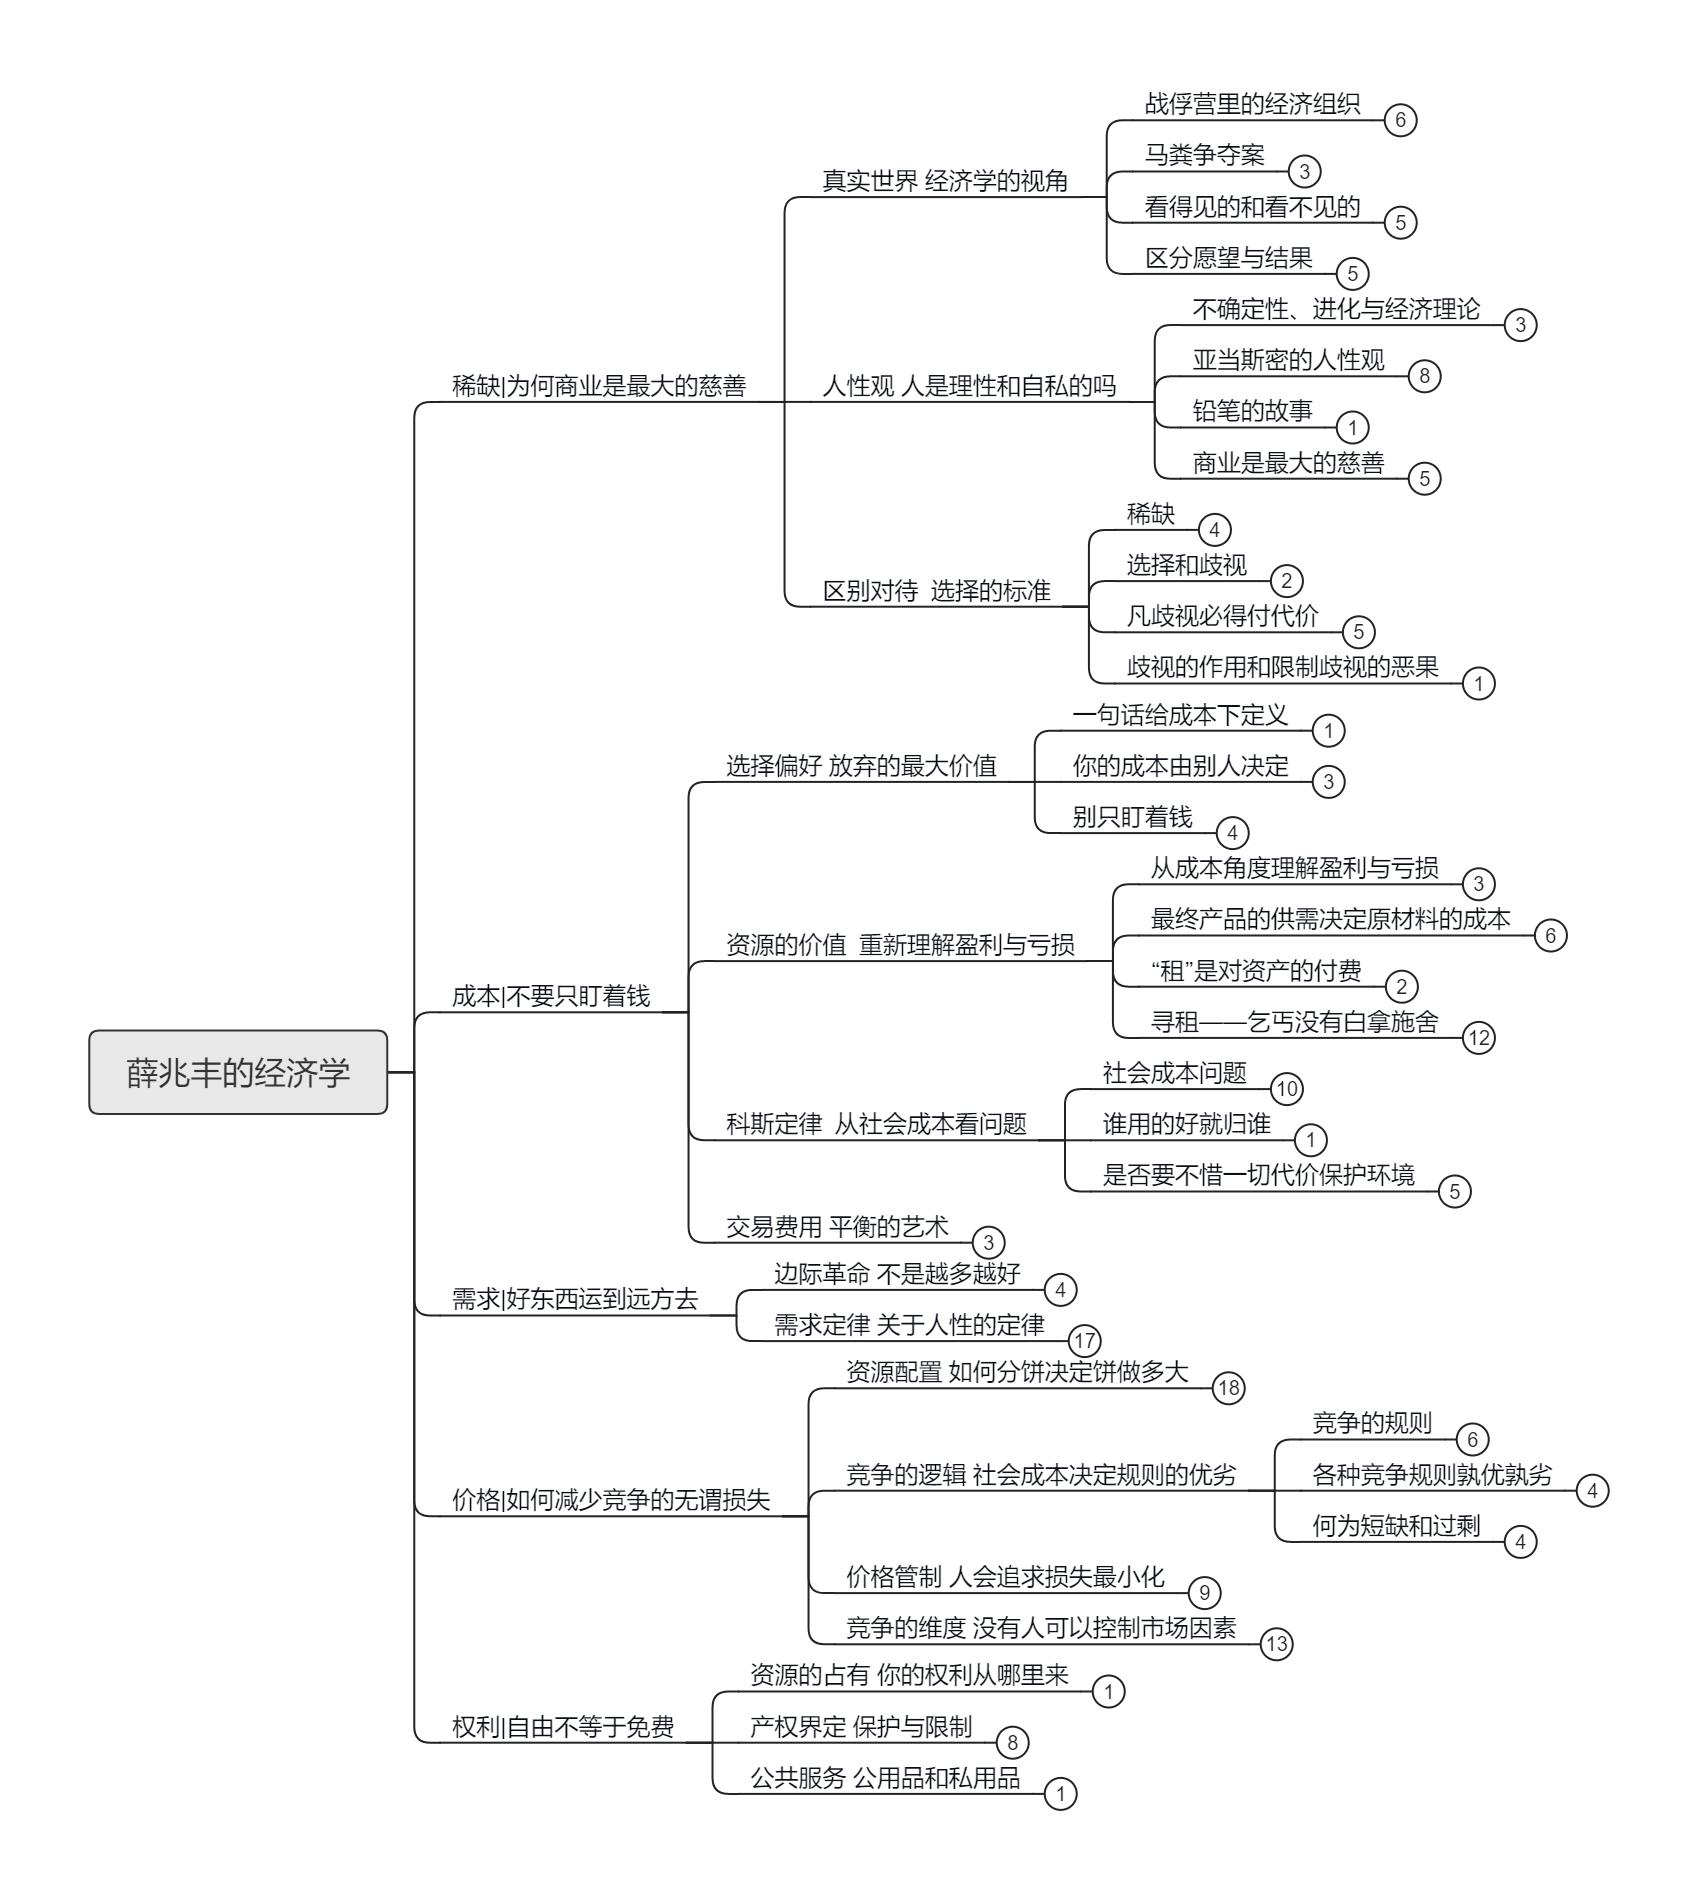 薛兆丰的经济学
稀缺|为何商业是最大的慈善
真实世界 经济学的视角
战俘营里的经济组织 6
马粪争夺案 3
看得见的和看不见的 5
区分愿望与结果 5
人性观 人是理性和自私的吗
不确定性、进化与经济理论 3
亚当斯密的人性观 8
铅笔的故事 1
商业是最大的慈善 5
区别对待 选择的标准
稀缺 4
选择和歧视 2
凡歧视必得付代价 5
歧视的作用和限制歧视的恶果 1
成本|不要只盯着钱
选择偏好 放弃的最大价值
一句话给成本下定义 1
你的成本由别人决定 3
别只盯着钱 4
资源的价值 重新理解盈利与亏损
从成本角度理解盈利与亏损 3
最终产品的供需决定原材料的成本 6
“租”是对资产的付费 2
寻租——乞丐没有白拿施舍 12
科斯定律 从社会成本看问题
社会成本问题 10
谁用的好就归谁 1
是否要不惜一切代价保护环境 5
交易费用 平衡的艺术 3
需求|好东西运到远方去
边际革命 不是越多越好 4
需求定律 关于人性的定律 17
价格|如何减少竞争的无谓损失
资源配置 如何分饼决定饼做多大 18
竞争的逻辑 社会成本决定规则的优劣
竞争的规则 6
各种竞争规则孰优孰劣 4
何为短缺和过剩 4
价格管制 人会追求损失最小化 9
竞争的维度 没有人可以控制市场因素 13
权利|自由不等于免费
资源的占有 你的权利从哪里来 1
产权界定 保护与限制 8
公共服务 公用品和私用品 1